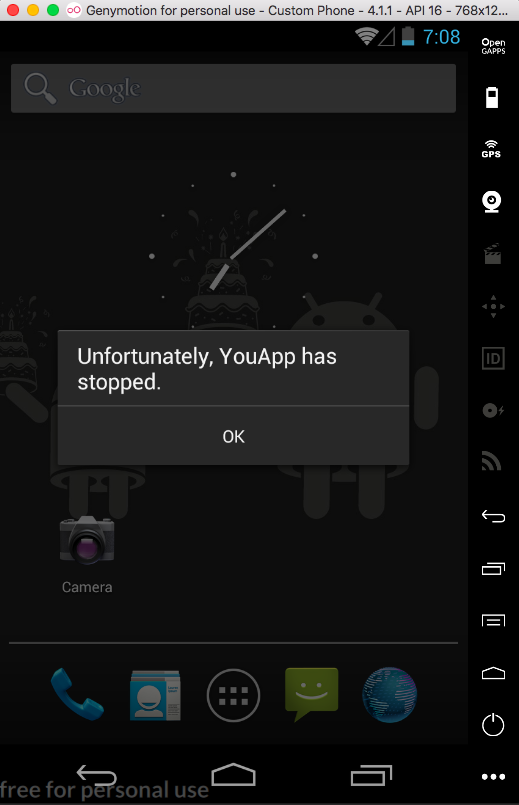 Genymotion for personal use - Custom Phone - 4.1.1 - API 16 - 768x12...
7:08
Open
GAPPS
Google
GPS
Unfortunately, YouApp has
stopped.
OK
ID
Camera
free for personal use